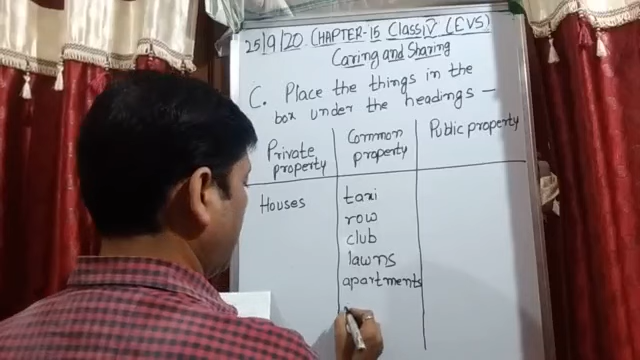 25/9/20 CHAPTER-15 Class IV (EVS)
Caring and Sharing
C. Place the things in the
box under the headings –
Private property
Common property
Public property
Houses
taxi
row
club
lawns
apartments